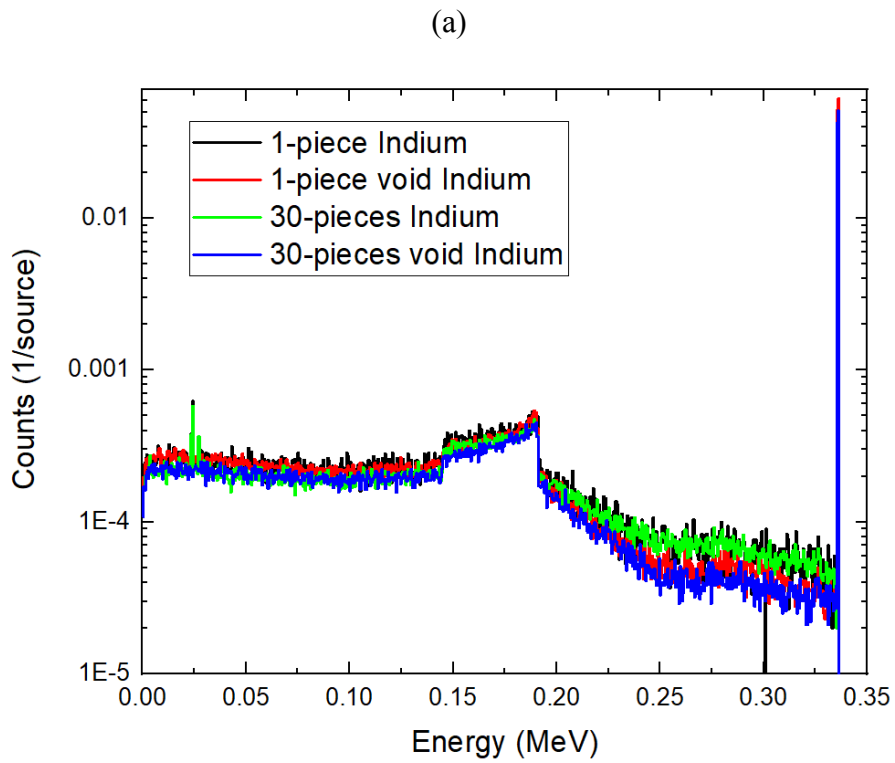 (a)
1-piece Indium
1-piece void Indium
30-pieces Indium
30-pieces void Indium
0.01
0.001
1E-4
1E-5
Counts (1/source)
0.00 0.05 0.10 0.15 0.20 0.25 0.30 0.35
Energy (MeV)